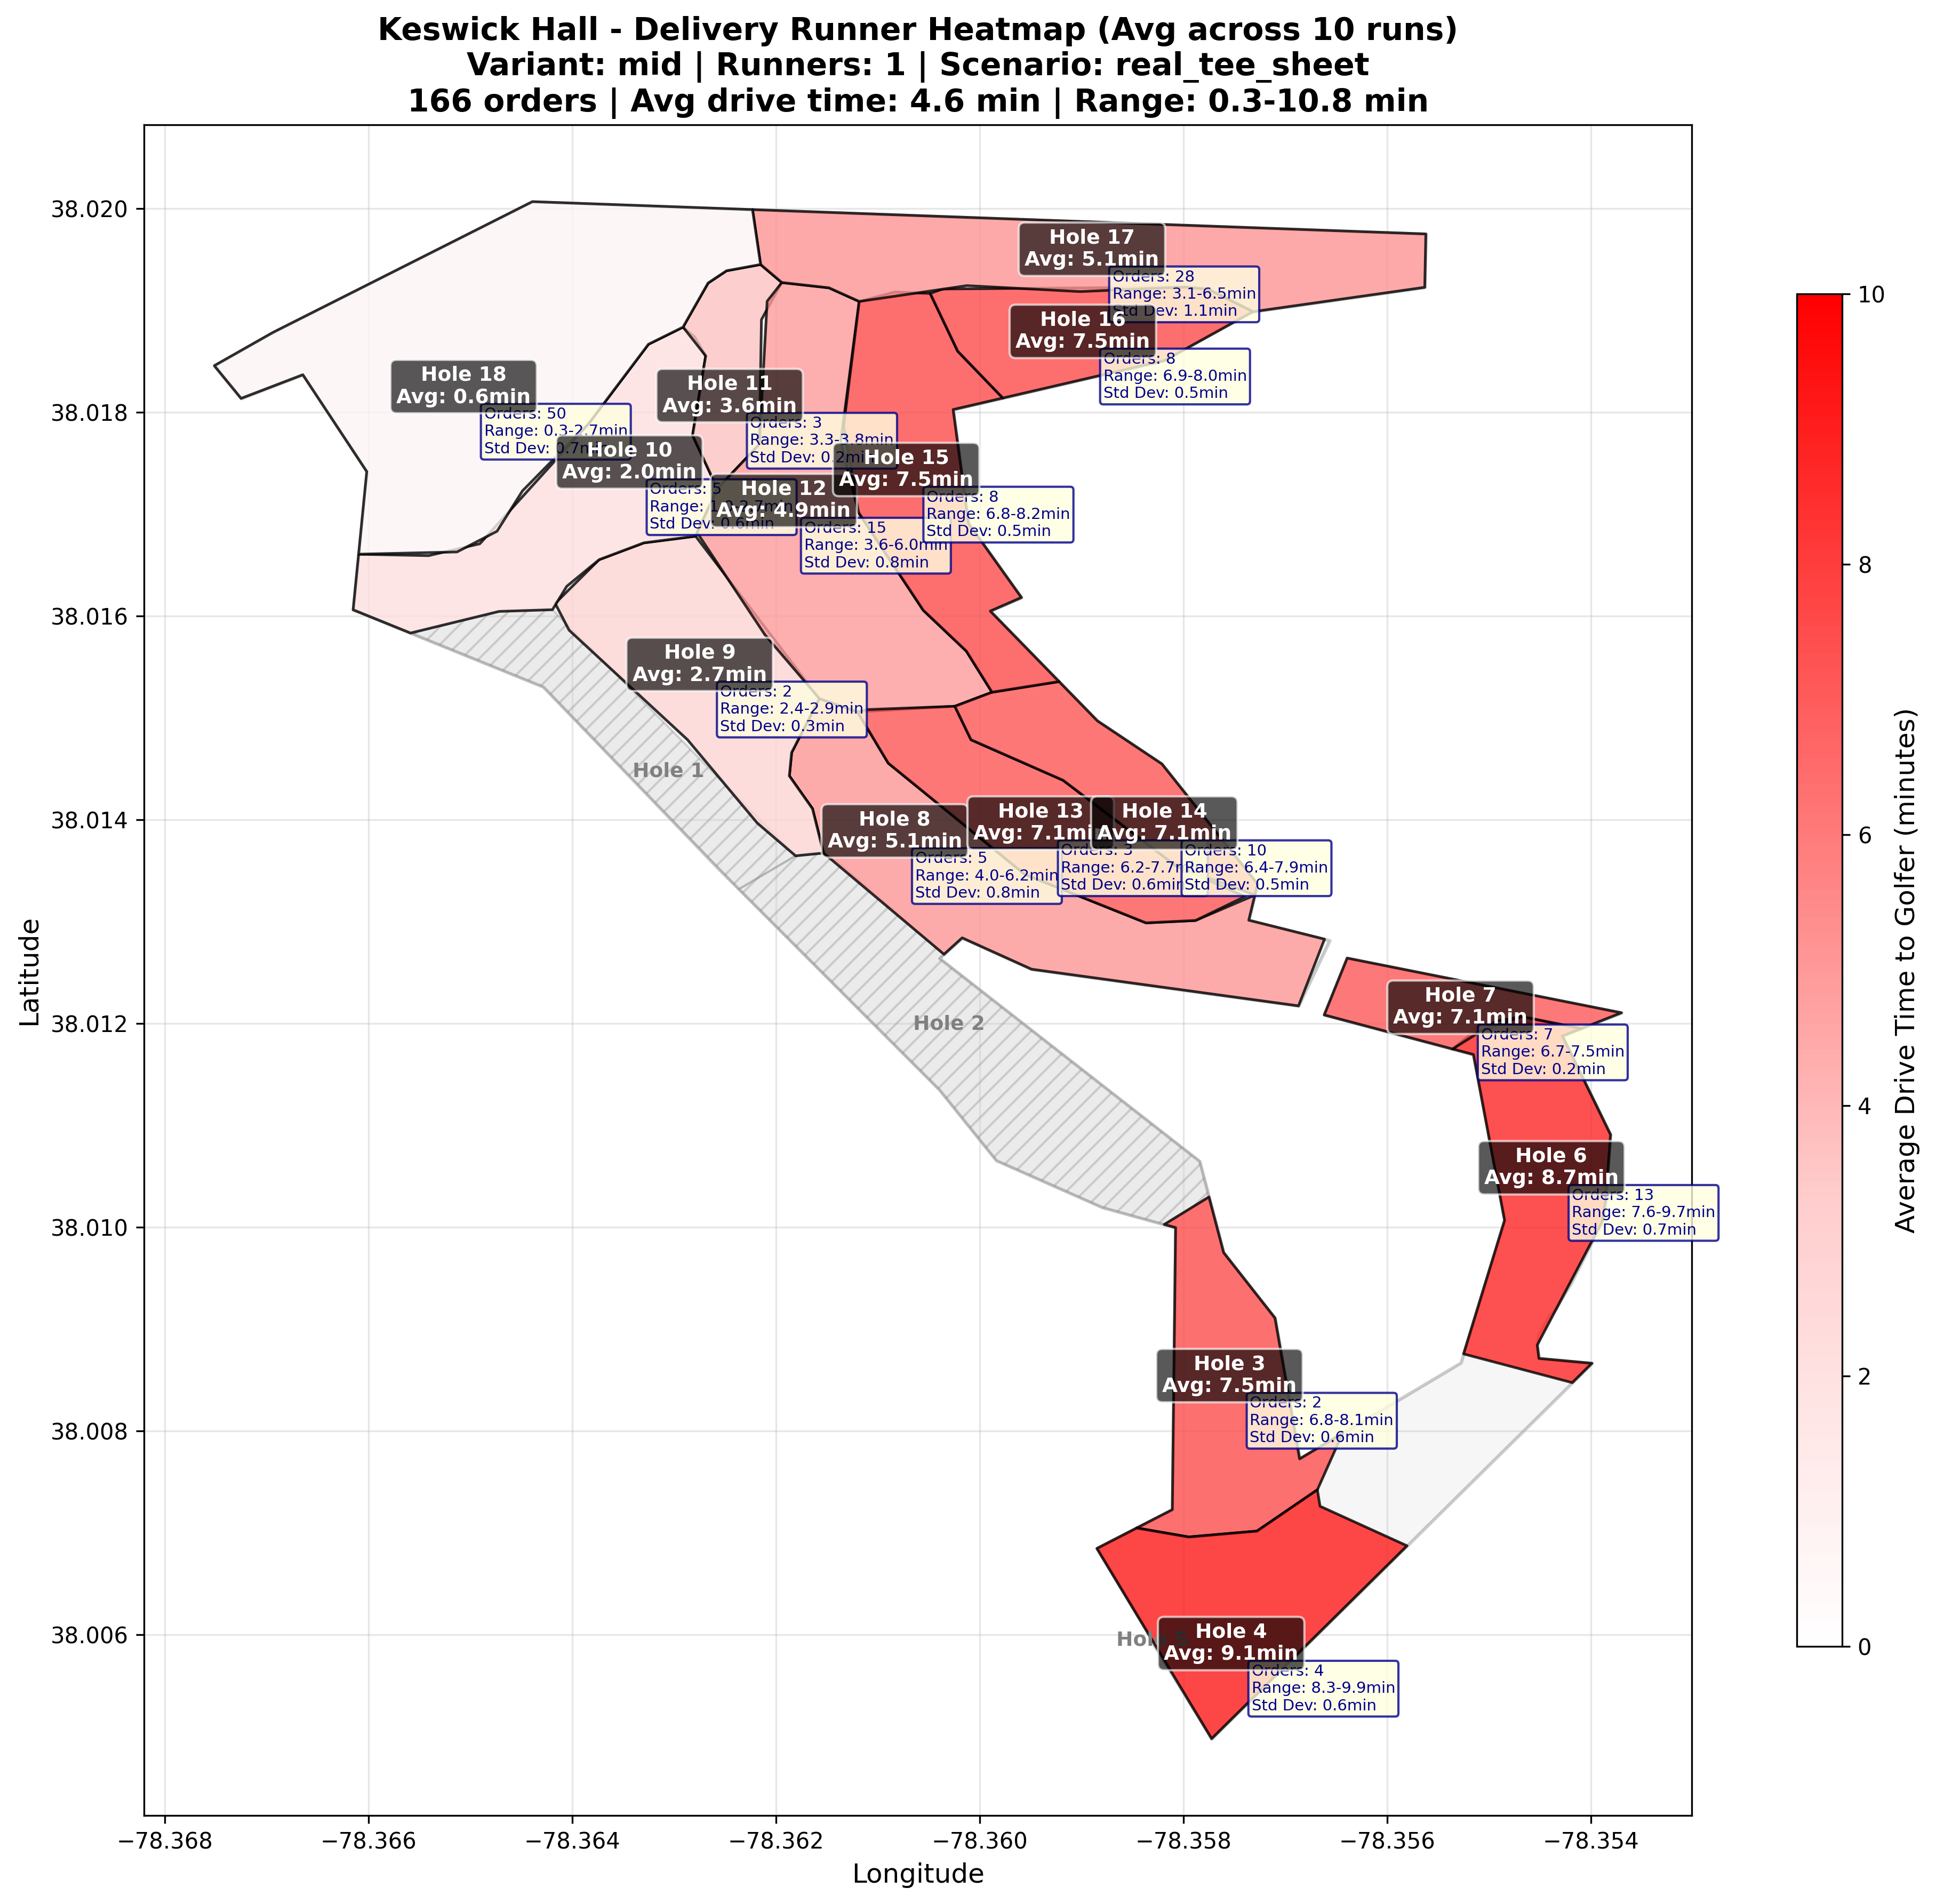 Keswick Hall - Delivery Runner Heatmap (Avg across 10 runs)
Variant: mid | Runners: 1 | Scenario: real_tee_sheet
166 orders | Avg drive time: 4.6 min | Range: 0.3-10.8 min
Hole 17
Avg: 5.1min
Orders: 28
Range: 3.1-6.5min
Std Dev: 1.1min
Hole 16
Avg: 7.5min
Orders: 8
Range: 6.9-8.0min
Std Dev: 0.5min
Hole 18
Avg: 0.6min
Orders: 50
Range: 0.3-2.7min
Std Dev: 0.7min
Hole 11
Avg: 3.6min
Orders: 3
Range: 3.3-3.8min
Std Dev: 0.2min
Hole 10
Avg: 2.0min
Orders: 5
Range:
Std Dev: 0.6min
Hole 15
Avg: 7.5min
Orders: 8
Range: 6.8-8.2min
Std Dev: 0.5min
Hole 12
Avg: 4.9min
Orders: 15
Range: 3.6-6.0min
Std Dev: 0.8min
Hole 9
Avg: 2.7min
Orders: 2
Range: 2.4-2.9min
Std Dev: 0.3min
Hole 1
Hole 8
Avg: 5.1min
Orders: 5
Range: 4.0-6.2min
Std Dev: 0.8min
Hole 13
Avg: 7.1min
Orders: 3
Range: 6.2-7.7min
Std Dev: 0.6min
Hole 14
Avg: 7.1min
Orders: 10
Range: 6.4-7.9min
Std Dev: 0.5min
Hole 2
Hole 7
Avg: 7.1min
Orders: 7
Range: 6.7-7.5min
Std Dev: 0.2min
Hole 6
Avg: 8.7min
Orders: 13
Range: 7.6-9.7min
Std Dev: 0.7min
Hole 3
Avg: 7.5min
Orders: 2
Range: 6.8-8.1min
Std Dev: 0.6min
Hole 5
Hole 4
Avg: 9.1min
Orders: 4
Range: 8.3-9.9min
Std Dev: 0.6min
38.020
38.018
38.016
38.014
38.012
38.010
38.008
38.006
Latitude
−78.368
−78.366
−78.364
−78.362
−78.360
−78.358
−78.356
−78.354
Longitude
10
8
6
4
2
0
Average Drive Time to Golfer (minutes)